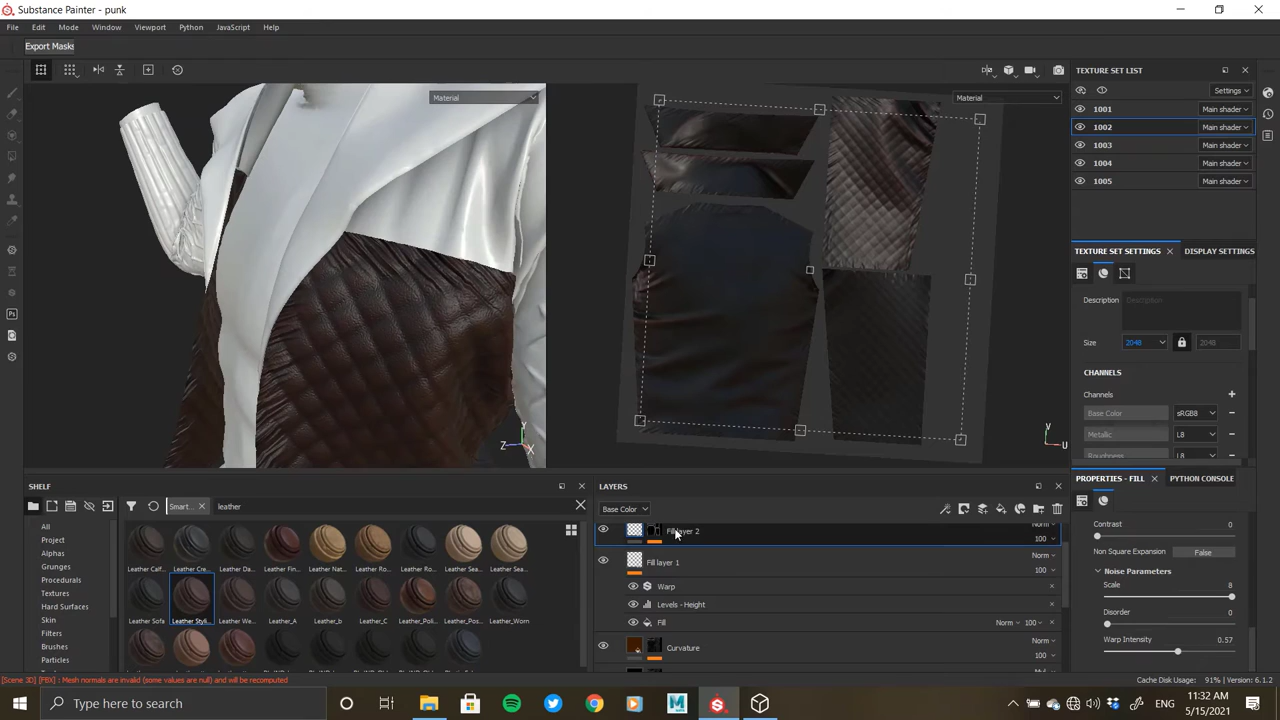 Substance Painter - punk
File Edit Mode Window Viewport Python JavaScript Help
Export Masks
Material
Material
TEXTURE SET LIST
Settings
1001 Main shader
1002 Main shader
1003 Main shader
1004 Main shader
1005 Main shader
TEXTURE SET SETTINGS DISPLAY SETTINGS
Description Description
Size 2048 2048
CHANNELS
Channels
Base Color sRGB8
Metallic L8
Roughness L8
Y
Z
X
V
U
PROPERTIES - FILL PYTHON CONSOLE
Contrast 0
Non Square Expansion False
Noise Parameters
Scale 8
Disorder 0
Warp Intensity 0.57
SHELF
Smart...
leather
All
Project
Alphas
Grunges
Procedurals
Textures
Hard Surfaces
Skin
Filters
Brushes
Particles
Leather Calf... Leather Cre... Leather Da... Leather Fin... Leather Nat... Leather Ro... Leather Ro... Leather Sea... Leather Sea...
Leather Sofa Leather Styli... Leather We... Leather_A Leather_b Leather_c Leather_Poli... Leather_Pos... Leather_Worn
LAYERS
Base Color
Fill layer 2 Norm
100
Fill layer 1 Norm
100
Warp
Levels - Height
Fill Norm 100
Curvature Norm
100
[Scene 3D] [FBX] : Mesh normals are invalid (some values are null) and will be recomputed
Cache Disk Usage: 91% | Version: 6.1.2
Type here to search
11:32 AM
5/15/2021